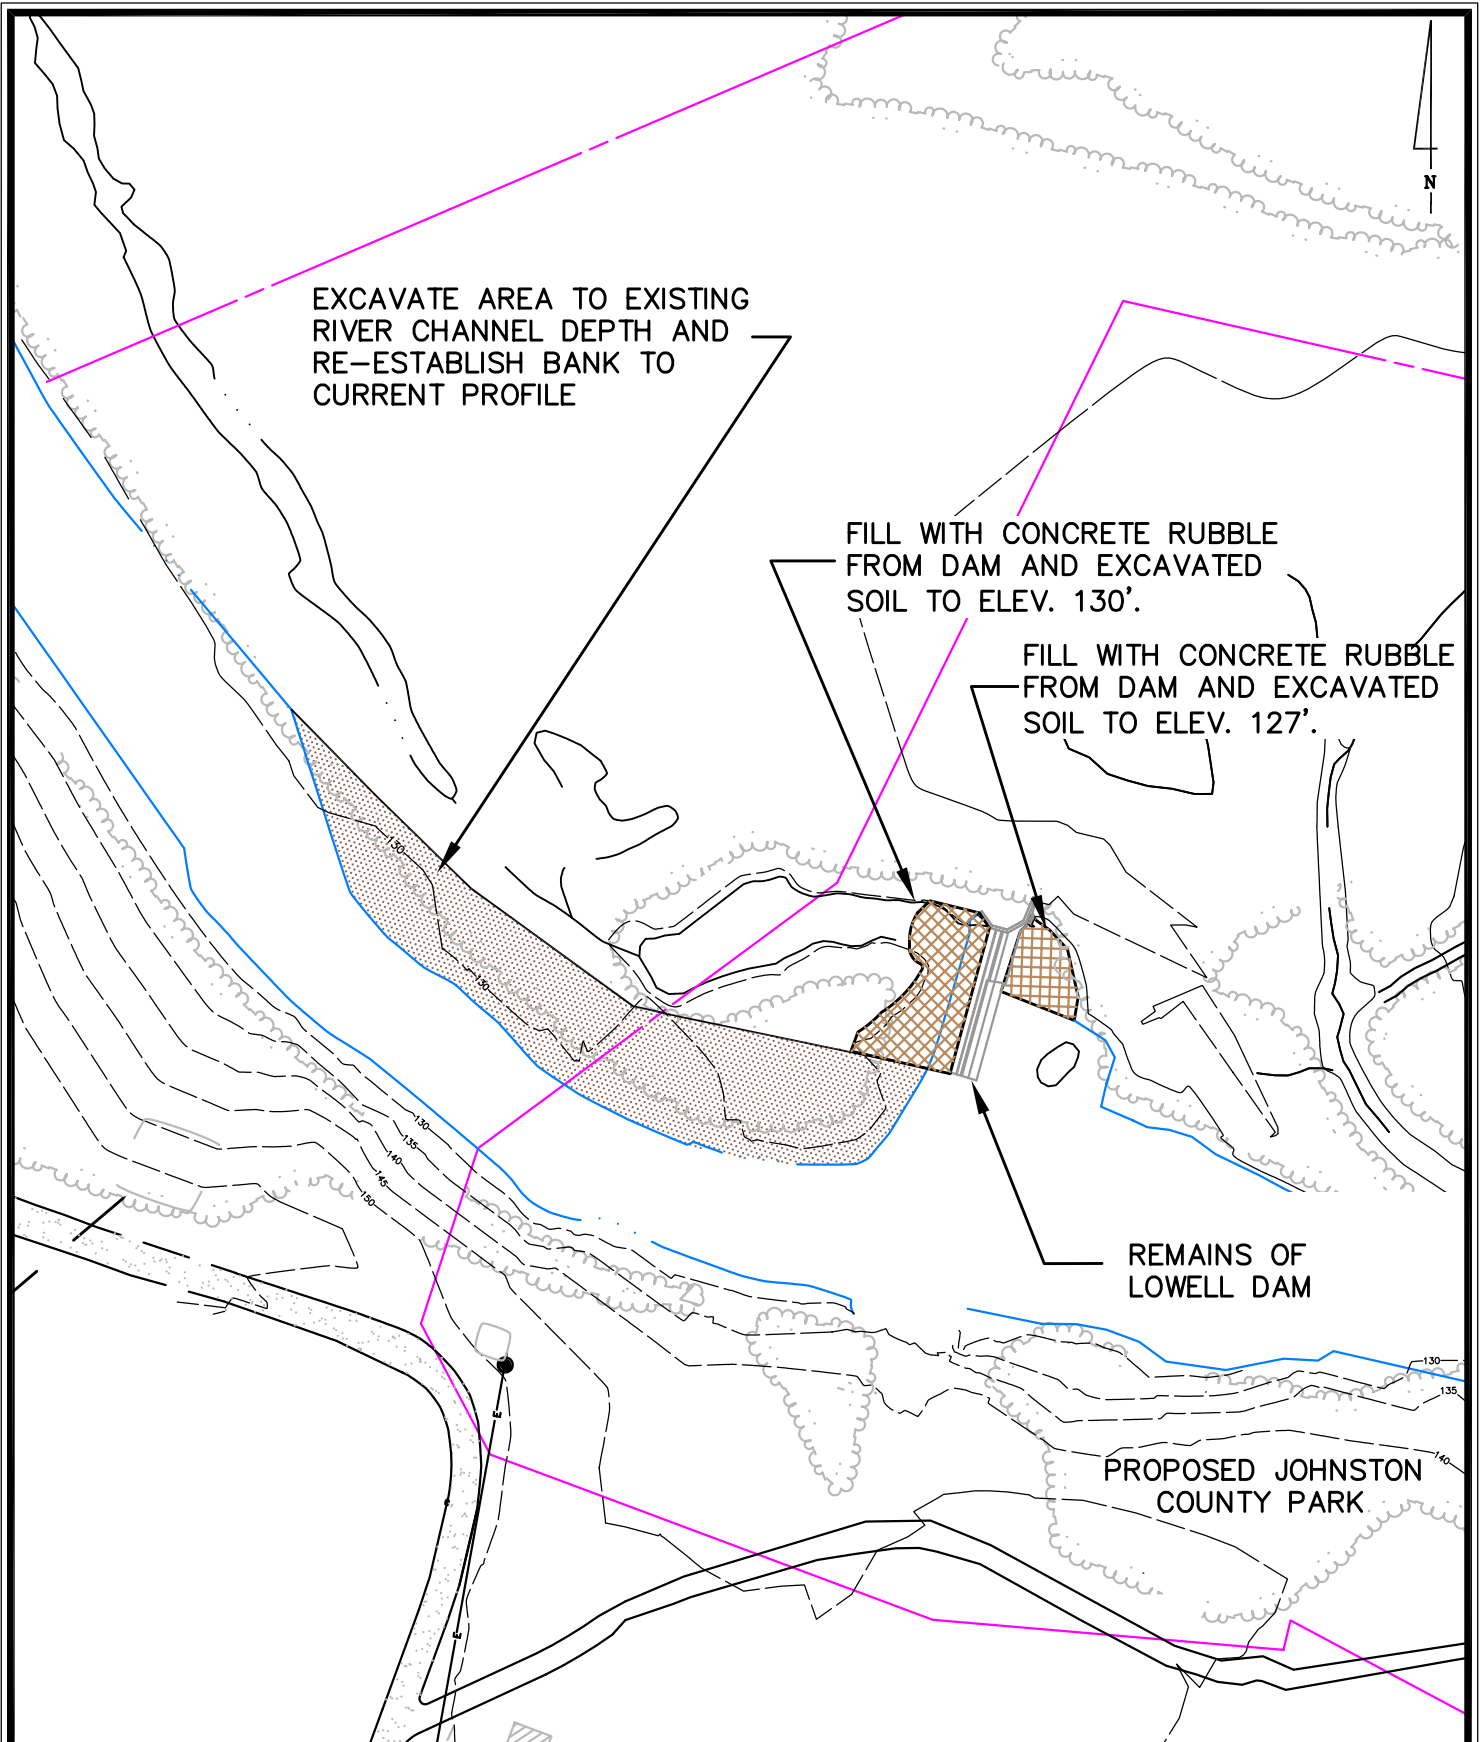 N
EXCAVATE AREA TO EXISTING
RIVER CHANNEL DEPTH AND
RE-ESTABLISH BANK TO
CURRENT PROFILE
FILL WITH CONCRETE RUBBLE
FROM DAM AND EXCAVATED
SOIL TO ELEV. 130'.
FILL WITH CONCRETE RUBBLE
FROM DAM AND EXCAVATED
SOIL TO ELEV. 127'.
130
130
130
135
140
145
150
REMAINS OF
LOWELL DAM
130
135
140
E
PROPOSED JOHNSTON
COUNTY PARK
E